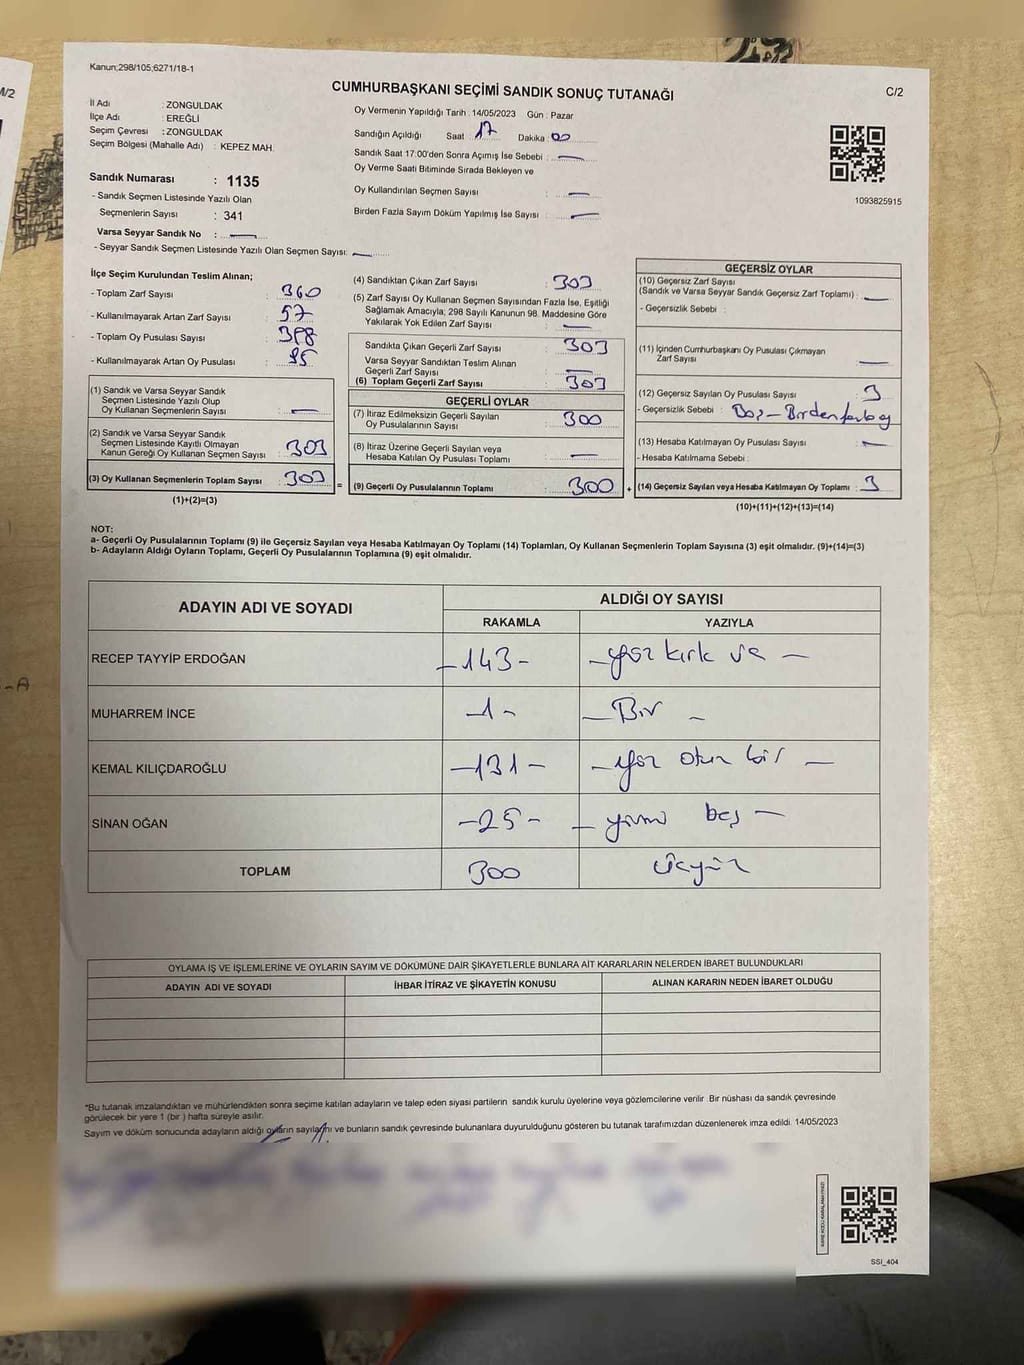 Kanun;298/105;6271/18-1
CUMHURBAŞKANI SEÇİMİ SANDIK SONUÇ TUTANAĞI
C/2
İl Adı : ZONGULDAK
İlçe Adı : EREĞLİ
Seçim Çevresi : ZONGULDAK
Seçim Bölgesi (Mahalle Adı) : KEPEZ MAH.
Sandık Numarası : 1135
- Sandık Seçmen Listesinde Yazılı Olan
Seçmenlerin Sayısı : 341
Varsa Seyyar Sandık No :
- Seyyar Sandık Seçmen Listesinde Yazılı Olan Seçmen Sayısı:
Oy Vermenin Yapıldığı Tarih : 14/05/2023 Gün : Pazar
Sandığın Açıldığı Saat : 17 Dakika : 00
Sandık Saat 17:00'den Sonra Açımış İse Sebebi :
Oy Verme Saati Bitiminde Sırada Bekleyen ve
Oy Kullandırılan Seçmen Sayısı :
Birden Fazla Sayım Döküm Yapılmış İse Sayısı :
1093825915
İlçe Seçim Kurulundan Teslim Alınan;
- Toplam Zarf Sayısı : 360
- Kullanılmayarak Artan Zarf Sayısı : 57
- Toplam Oy Pusulası Sayısı : 398
- Kullanılmayarak Artan Oy Pusulası : 95
(1) Sandık ve Varsa Seyyar Sandık
Seçmen Listesinde Yazılı Olup
Oy Kullanan Seçmenlerin Sayısı :
(2) Sandık ve Varsa Seyyar Sandık
Seçmen Listesinde Kayıtlı Olmayan
Kanun Gereği Oy Kullanan Seçmen Sayısı : 303
(3) Oy Kullanan Seçmenlerin Toplam Sayısı : 303
(1)+(2)=(3)
(4) Sandıktan Çıkan Zarf Sayısı : 303
(5) Zarf Sayısı Oy Kullanan Seçmen Sayısından Fazla İse, Eşitliği
Sağlamak Amacıyla; 298 Sayılı Kanunun 98. Maddesine Göre
Yakılarak Yok Edilen Zarf Sayısı :
Sandıkta Çıkan Geçerli Zarf Sayısı : 303
Varsa Seyyar Sandıktan Teslim Alınan
Geçerli Zarf Sayısı :
(6) Toplam Geçerli Zarf Sayısı : 303
GEÇERLİ OYLAR
(7) İtiraz Edilmeksizin Geçerli Sayılan
Oy Pusulalarının Sayısı : 300
(8) İtiraz Üzerine Geçerli Sayılan veya
Hesaba Katılan Oy Pusulası Toplamı :
= (9) Geçerli Oy Pusulalarının Toplamı : 300
GEÇERSİZ OYLAR
(10) Geçersiz Zarf Sayısı
(Sandık ve Varsa Seyyar Sandık Geçersiz Zarf Toplamı) :
- Geçersizlik Sebebi :
(11) İçinden Cumhurbaşkanı Oy Pusulası Çıkmayan
Zarf Sayısı :
(12) Geçersiz Sayılan Oy Pusulası Sayısı : 3
- Geçersizlik Sebebi : Boş - Birden fazla oy
(13) Hesaba Katılmayan Oy Pusulası Sayısı :
- Hesaba Katılmama Sebebi :
+ (14) Geçersiz Sayılan veya Hesaba Katılmayan Oy Toplamı : 3
(10)+(11)+(12)+(13)=(14)
NOT:
a- Geçerli Oy Pusulalarının Toplamı (9) ile Geçersiz Sayılan veya Hesaba Katılmayan Oy Toplamı (14) Toplamları, Oy Kullanan Seçmenlerin Toplam Sayısına (3) eşit olmalıdır. (9)+(14)=(3)
b- Adayların Aldığı Oyların Toplamı, Geçerli Oy Pusulalarının Toplamına (9) eşit olmalıdır.
ADAYIN ADI VE SOYADI
ALDIĞI OY SAYISI
RAKAMLA YAZIYLA
RECEP TAYYİP ERDOĞAN -143- - yüz kırk üç -
MUHARREM İNCE -1- - Bir -
KEMAL KILIÇDAROĞLU -131- - yüz otuz bir -
SİNAN OĞAN -25- - yirmi beş -
TOPLAM 300 üçyüz
OYLAMA İŞ VE İŞLEMLERİNE VE OYLARIN SAYIM VE DÖKÜMÜNE DAİR ŞİKAYETLERLE BUNLARA AİT KARARLARIN NELERDEN İBARET BULUNDUKLARI
ADAYIN ADI VE SOYADI İHBAR İTİRAZ VE ŞİKAYETİN KONUSU ALINAN KARARIN NEDEN İBARET OLDUĞU
*Bu tutanak imzalandıktan ve mühürlendikten sonra seçime katılan adayların ve talep eden siyasi partilerin sandık kurulu üyelerine veya gözlemcilerine verilir. Bir nüshası da sandık çevresinde
görülecek bir yere 1 (bir ) hafta süreyle asılır.
Sayım ve döküm sonucunda adayların aldığı oyların sayılarını ve bunların sandık çevresinde bulunanlara duyurulduğunu gösteren bu tutanak tarafımızdan düzenlenerek imza edildi. 14/05/2023
SSI_404